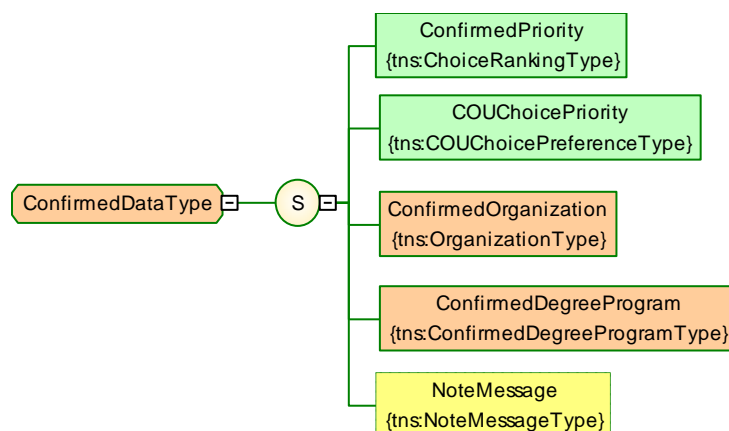 ConfirmedPriority
{tns:ChoiceRankingType}
COUChoicePriority
{tns:COUChoicePreferenceType}
ConfirmedDataType
S
ConfirmedOrganization
{tns:OrganizationType}
ConfirmedDegreeProgram
{tns:ConfirmedDegreeProgramType}
NoteMessage
{tns:NoteMessageType}